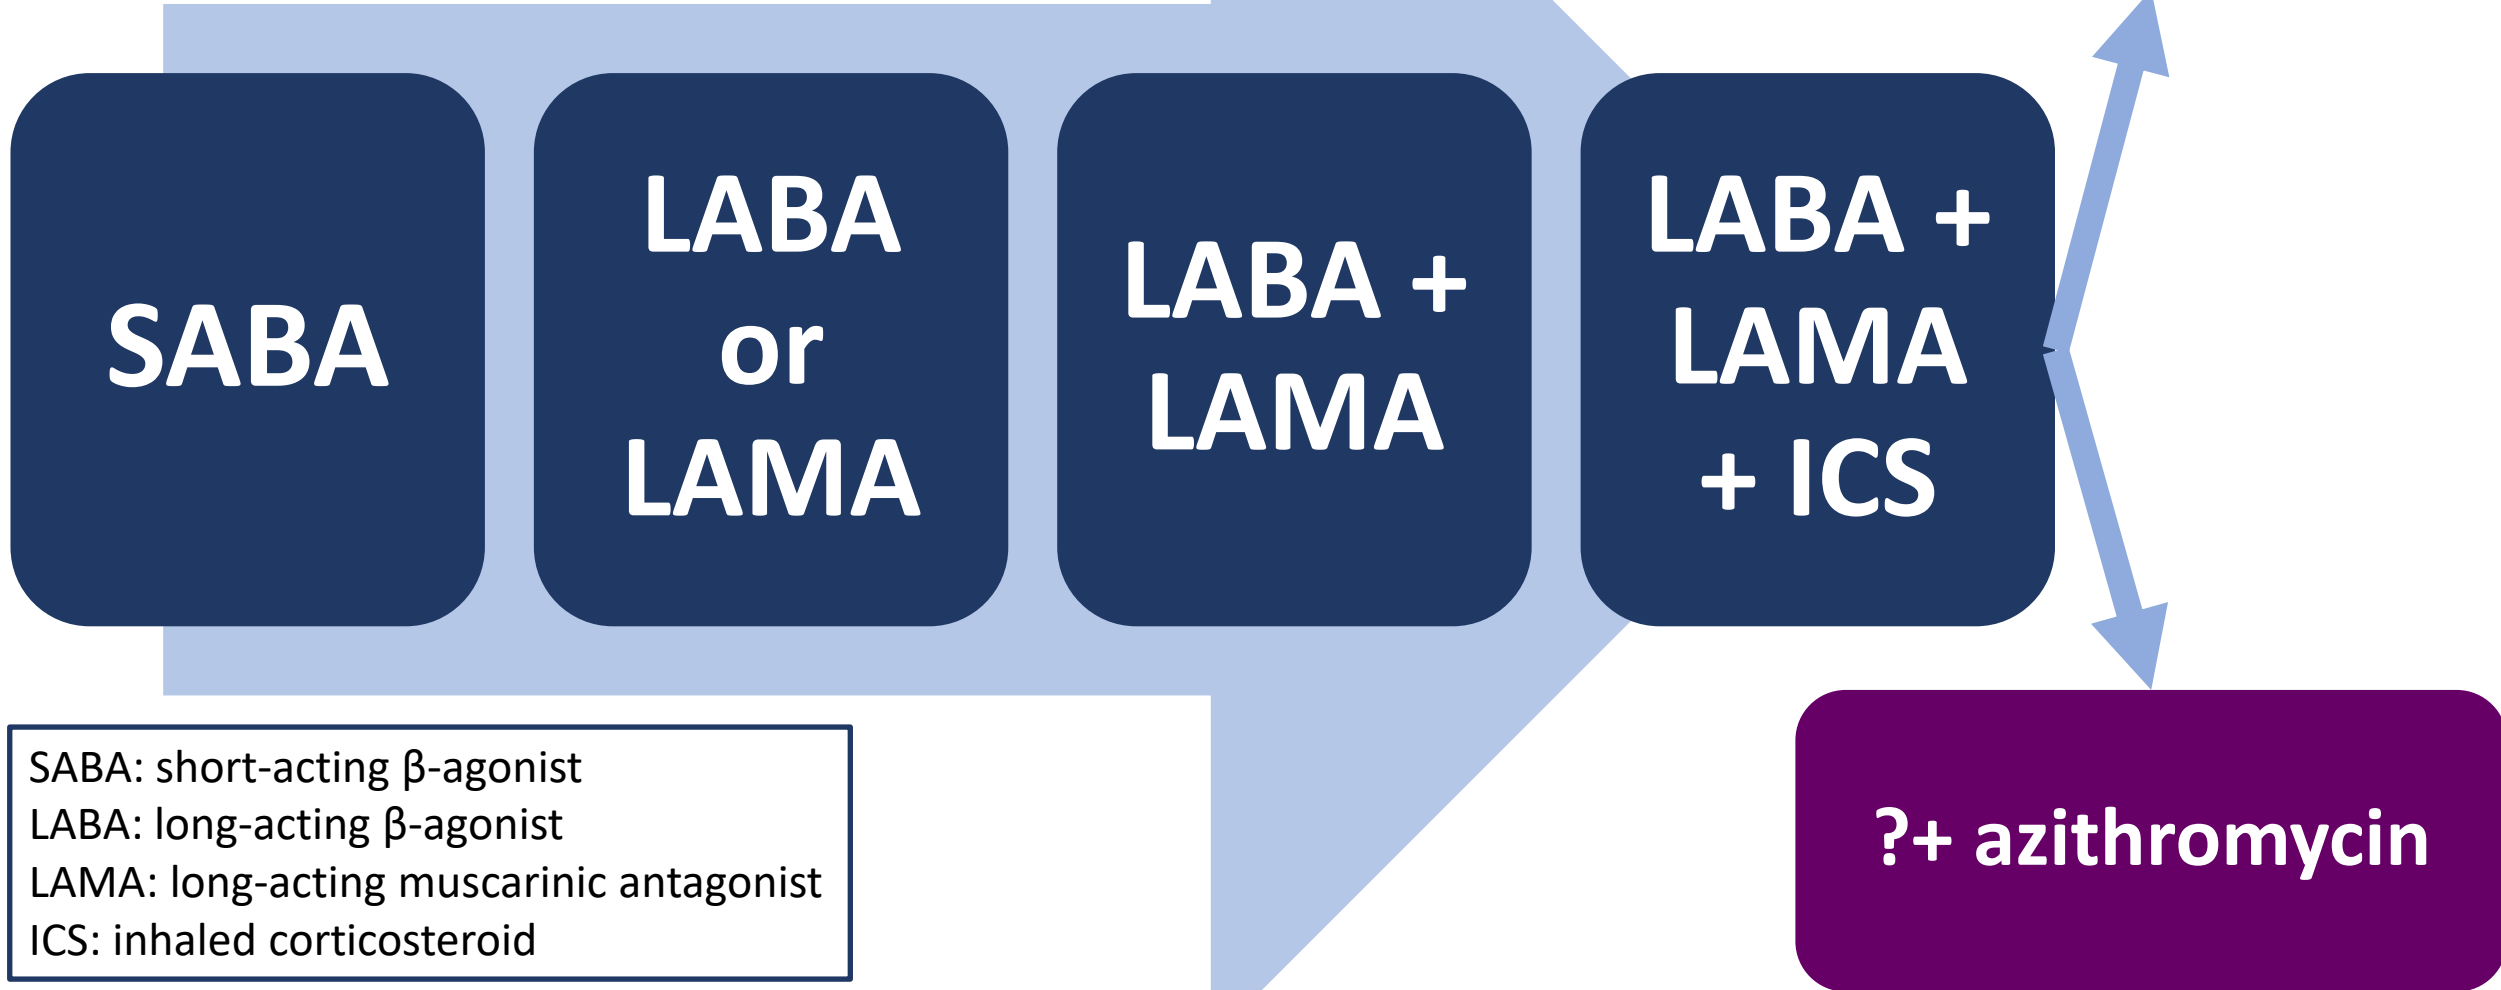 SABA
LABA
or
LAMA
LABA +
LAMA
LABA +
LAMA
+ ICS
SABA: short-acting β-agonist
LABA: long-acting β-agonist
LAMA: long-acting muscarinic antagonist
ICS: inhaled corticosteroid
?+ azithromycin